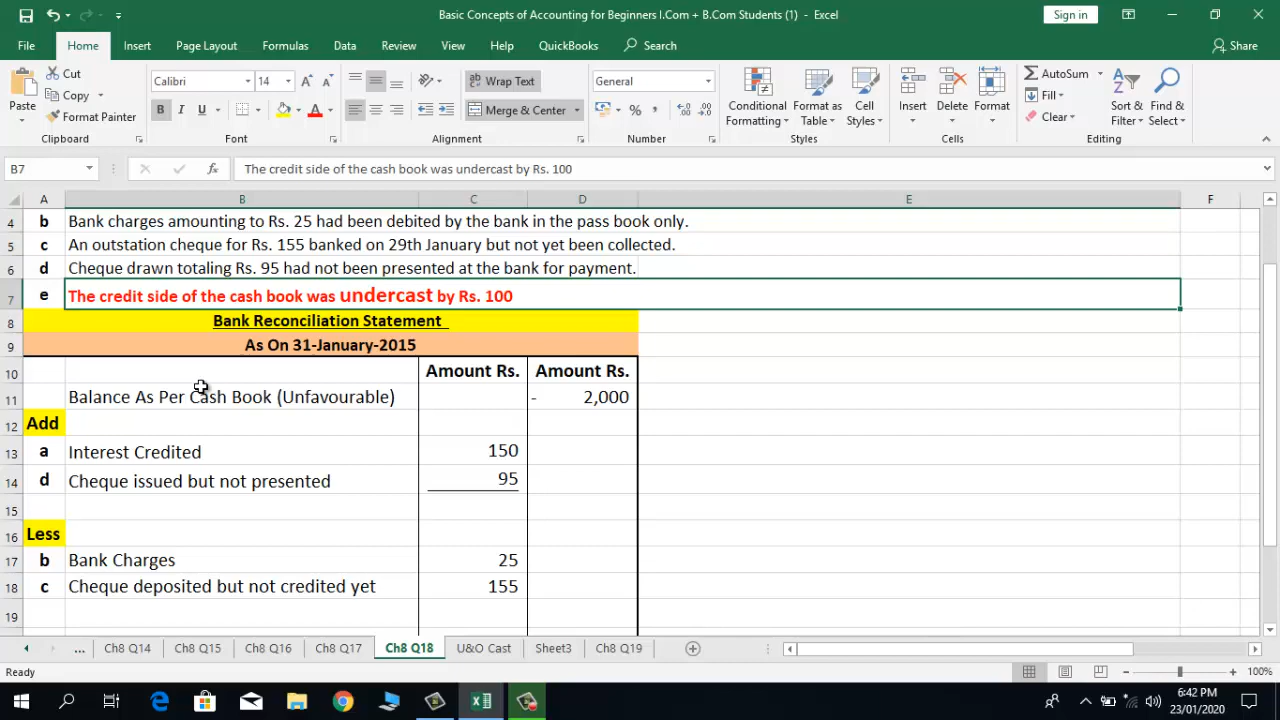 Basic Concepts of Accounting for Beginners I.Com + B.Com Students (1) - Excel
Sign in
File Home Insert Page Layout Formulas Data Review View Help QuickBooks Search Share
Paste
Cut
Copy
Format Painter
Calibri 14
A A
B I U
A
Wrap Text
Merge & Center
General
%
Conditional Formatting
Format as Table
Cell Styles
Insert
Delete
Format
AutoSum
Fill
Clear
Sort & Filter
Find & Select
Clipboard Font Alignment Number Styles Cells Editing
B7 fx The credit side of the cash book was undercast by Rs. 100
A B C D E F
4 b Bank charges amounting to Rs. 25 had been debited by the bank in the pass book only.
5 c An outstation cheque for Rs. 155 banked on 29th January but not yet been collected.
6 d Cheque drawn totaling Rs. 95 had not been presented at the bank for payment.
7 e The credit side of the cash book was undercast by Rs. 100
8 Bank Reconciliation Statement
9 As On 31-January-2015
10 Amount Rs. Amount Rs.
11 Balance As Per Cash Book (Unfavourable) - 2,000
12 Add
13 a Interest Credited 150
14 d Cheque issued but not presented 95
15
16 Less
17 b Bank Charges 25
18 c Cheque deposited but not credited yet 155
19
... Ch8 Q14 Ch8 Q15 Ch8 Q16 Ch8 Q17 Ch8 Q18 U&O Cast Sheet3 Ch8 Q19
Ready 100%
6:42 PM
23/01/2020